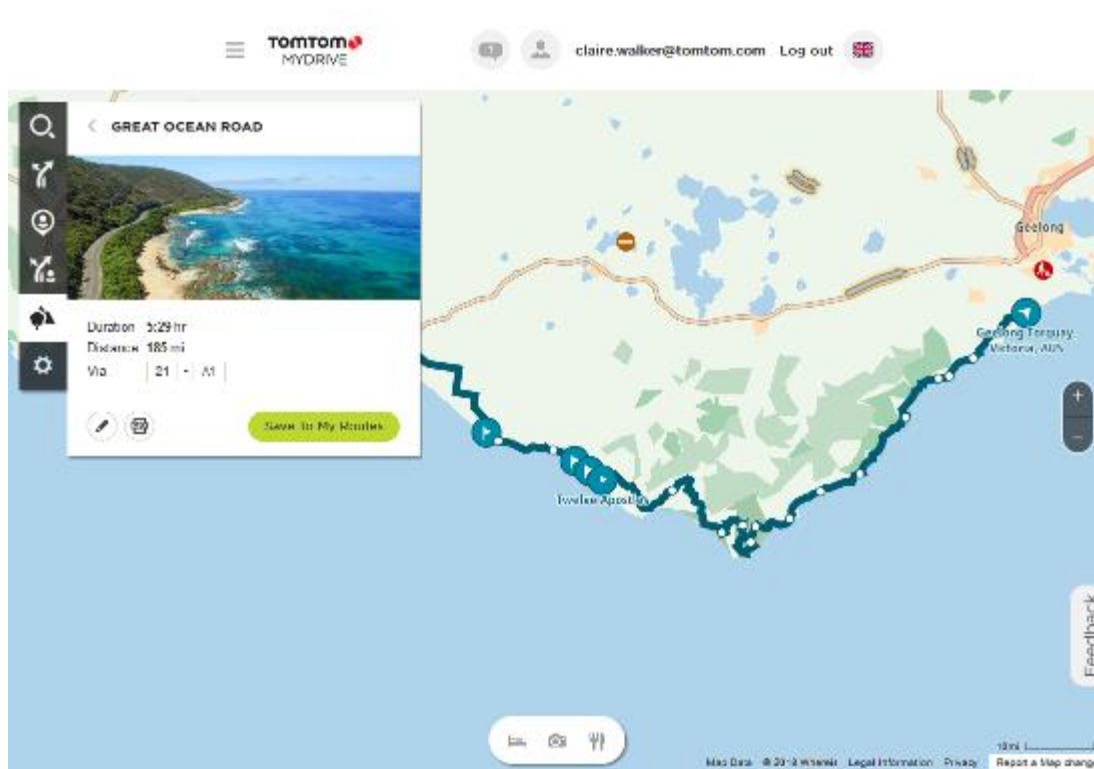 TOMTOM
MYDRIVE
claire.walker@tomtom.com Log out
GREAT OCEAN ROAD
Duration 5:29 hr
Distance 185 mi
Via 21 - A1
Save To My Routes
Geelong
Geelong Torquay,
Victoria, AUS
Twelve Apostles
+
-
Feedback
10mi
Map Data Legal Information Privacy Report a Map change